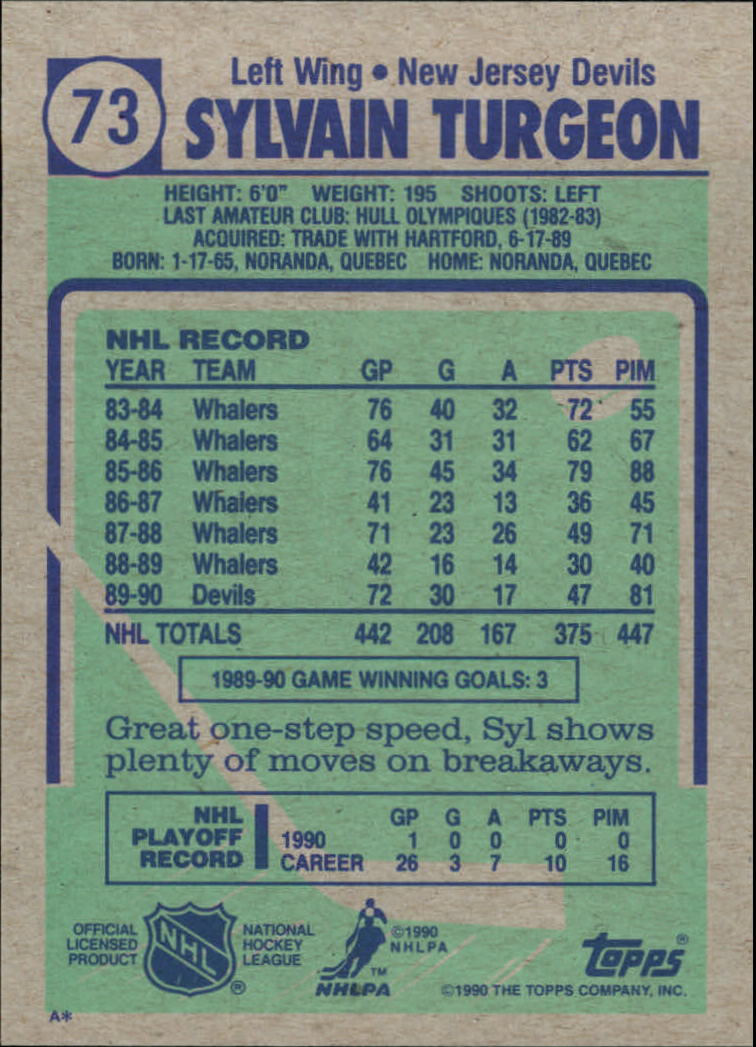 73
Left Wing • New Jersey Devils
SYLVAIN TURGEON
HEIGHT: 6'0" WEIGHT: 195 SHOOTS: LEFT
LAST AMATEUR CLUB: HULL OLYMPIQUES (1982-83)
ACQUIRED: TRADE WITH HARTFORD, 6-17-89
BORN: 1-17-65, NORANDA, QUEBEC HOME: NORANDA, QUEBEC
NHL RECORD
YEAR TEAM GP G A PTS PIM
83-84 Whalers 76 40 32 72 55
84-85 Whalers 64 31 31 62 67
85-86 Whalers 76 45 34 79 88
86-87 Whalers 41 23 13 36 45
87-88 Whalers 71 23 26 49 71
88-89 Whalers 42 16 14 30 40
89-90 Devils 72 30 17 47 81
NHL TOTALS 442 208 167 375 447
1989-90 GAME WINNING GOALS: 3
Great one-step speed, Syl shows
plenty of moves on breakaways.
NHL PLAYOFF RECORD
GP G A PTS PIM
1990 1 0 0 0 0
CAREER 26 3 7 10 16
OFFICIAL
LICENSED
PRODUCT
NHL
®
NATIONAL
HOCKEY
LEAGUE
TM
NHLPA
©1990
NHLPA
topps®
©1990 THE TOPPS COMPANY, INC.
A*